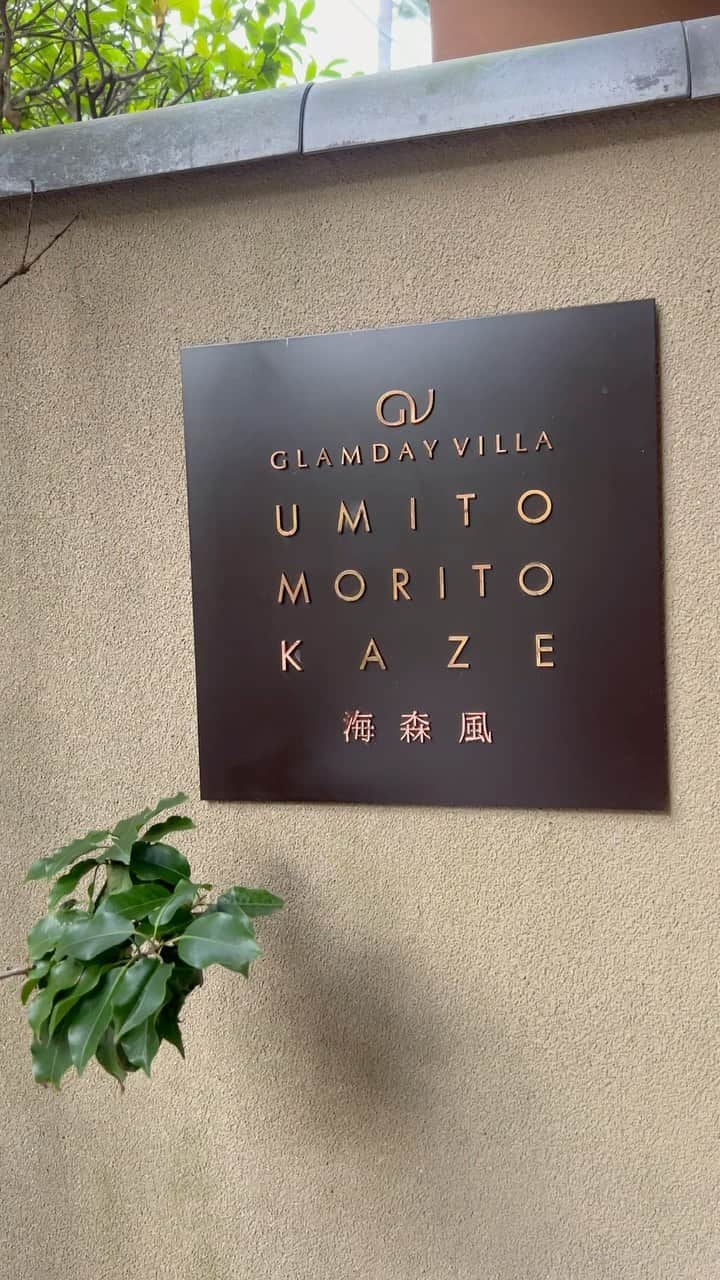 GV
GLAMDAY VILLA
UMITO
MORITO
KAZE
海森風